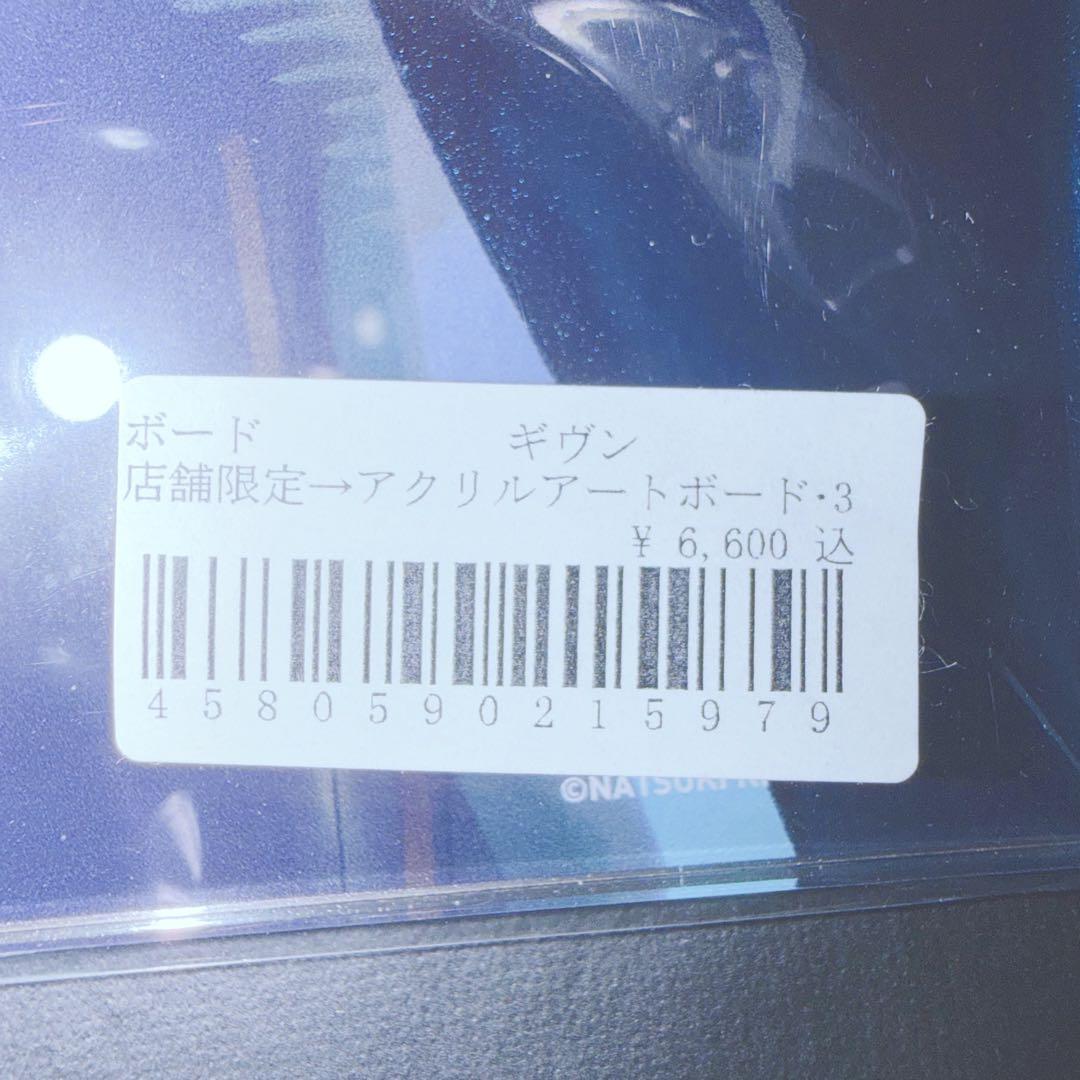 ボード ギヴン
店舗限定→アクリルアートボード・3
¥ 6,600 込
4580590215979
©NATSUKI